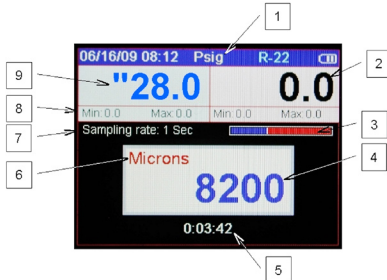 1
06/16/09 08:12 Psig R-22
9 "28.0 0.0 2
8 Min:0.0 Max:0.0 Min:0.0 Max:0.0
7 Sampling rate: 1 Sec 3
6 Microns 4
8200
0:03:42
5